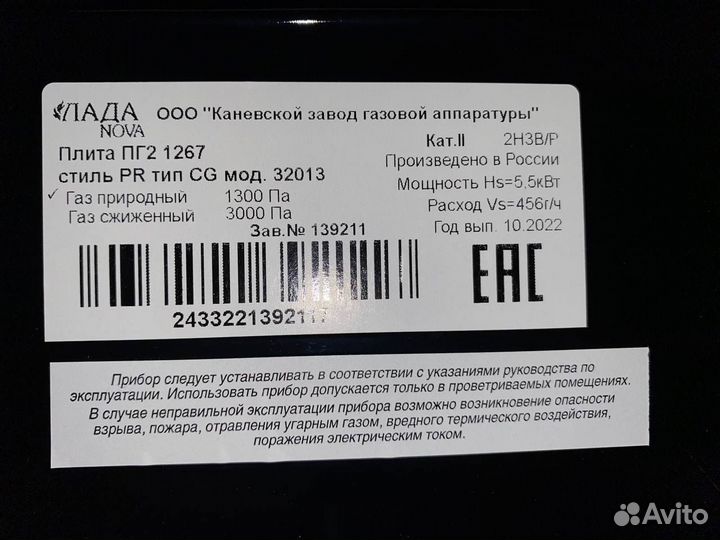 ЛАДА
NOVA
ООО "Каневской завод газовой аппаратуры"
Плита ПГ2 1267
Кат.II 2H3B/P
стиль PR тип CG мод. 32013
Произведено в России
✓ Газ природный 1300 Па
Мощность Hs=5,5кВт
Газ сжиженный 3000 Па
Расход Vs=456г/ч
Зав.№ 139211
Год вып. 10.2022
EAC
2433221392117
Прибор следует устанавливать в соответствии с указаниями руководства по
эксплуатации. Использовать прибор допускается только в проветриваемых помещениях.
В случае неправильной эксплуатации прибора возможно возникновение опасности
взрыва, пожара, отравления угарным газом, вредного термического воздействия,
поражения электрическим током.
Avito